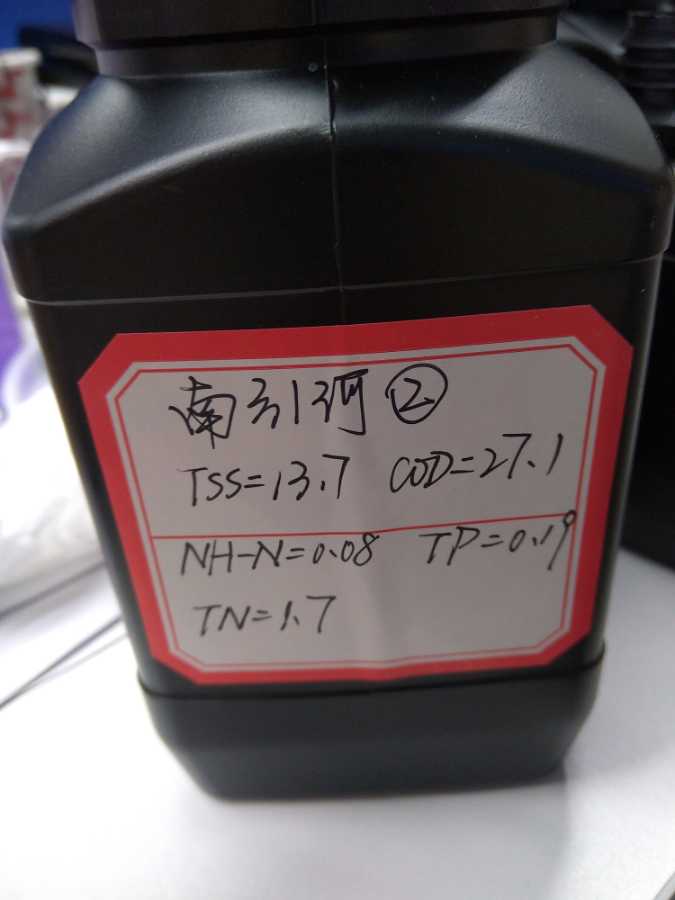 南引河②
TSS=13.7 COD=27.1
NH-N=0.08 TP=0.19
TN=1.7